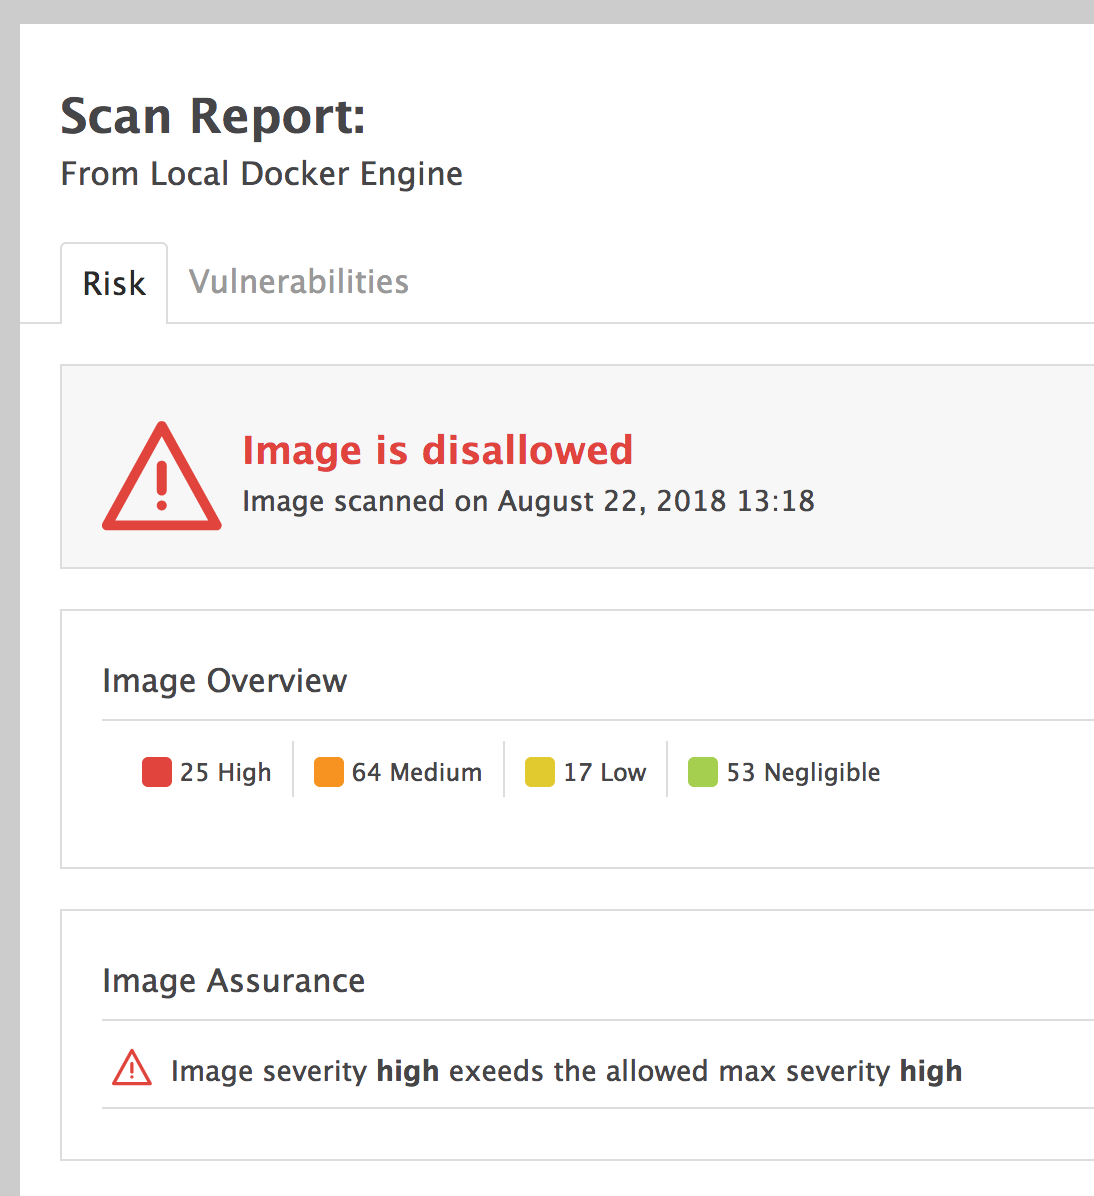 Scan Report:
From Local Docker Engine
Risk Vulnerabilities
Image is disallowed
Image scanned on August 22, 2018 13:18
Image Overview
25 High 64 Medium 17 Low 53 Negligible
Image Assurance
Image severity high exeeds the allowed max severity high